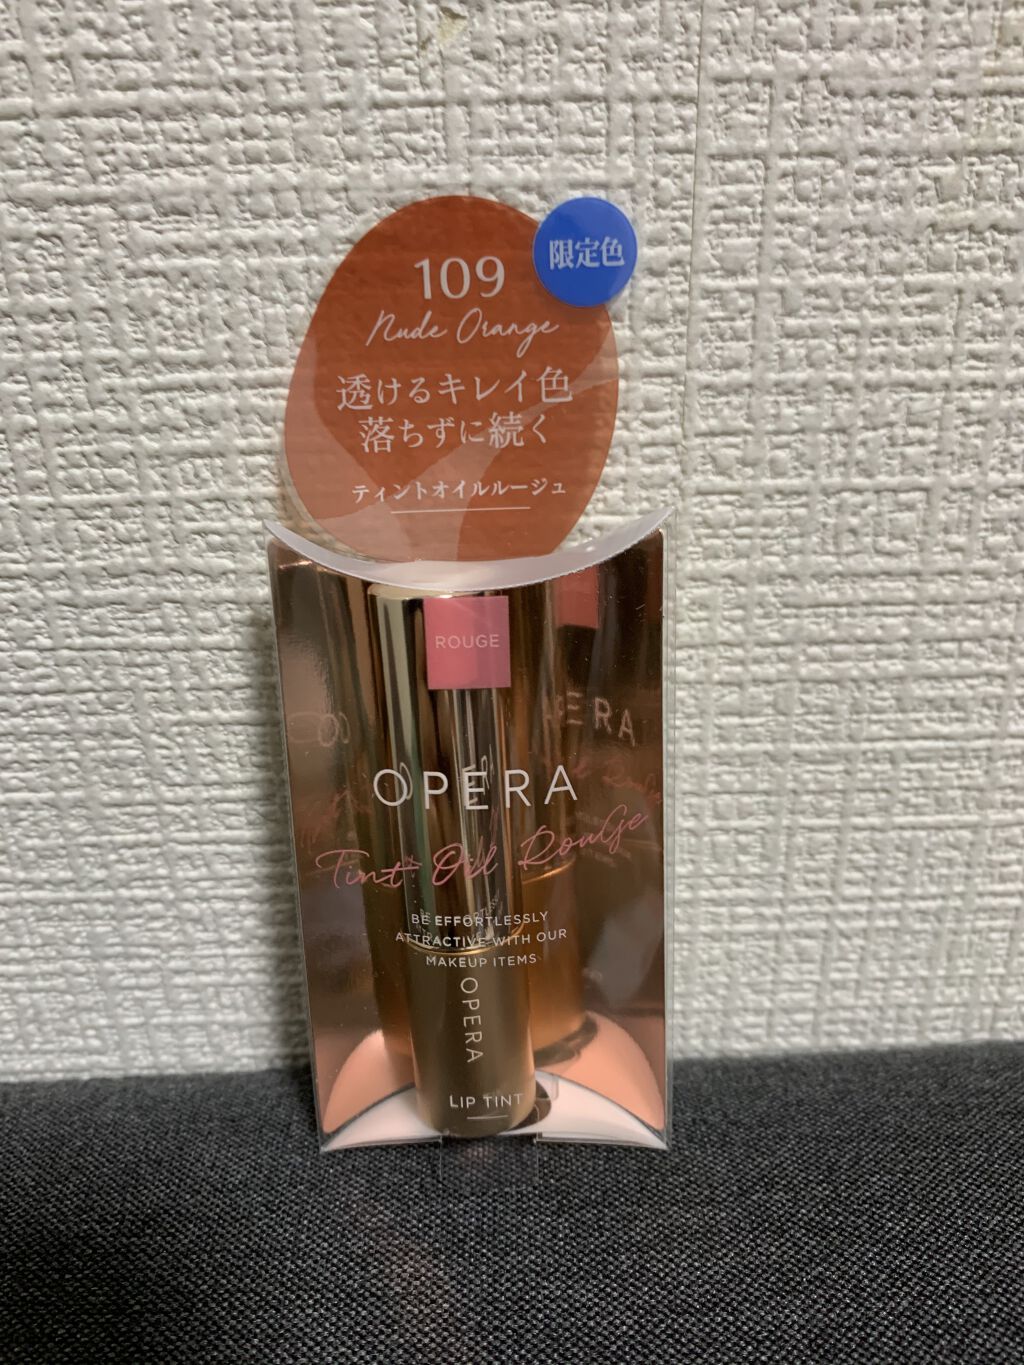 109
限定色
Nude Orange
透けるキレイ色
落ちずに続く
ティントオイルルージュ
ROUGE
PERA
OPERA
Tint Oil Rouge
BE EFFORTLESSLY
ATTRACTIVE WITH OUR
MAKEUP ITEMS
OPERA
LIP TINT